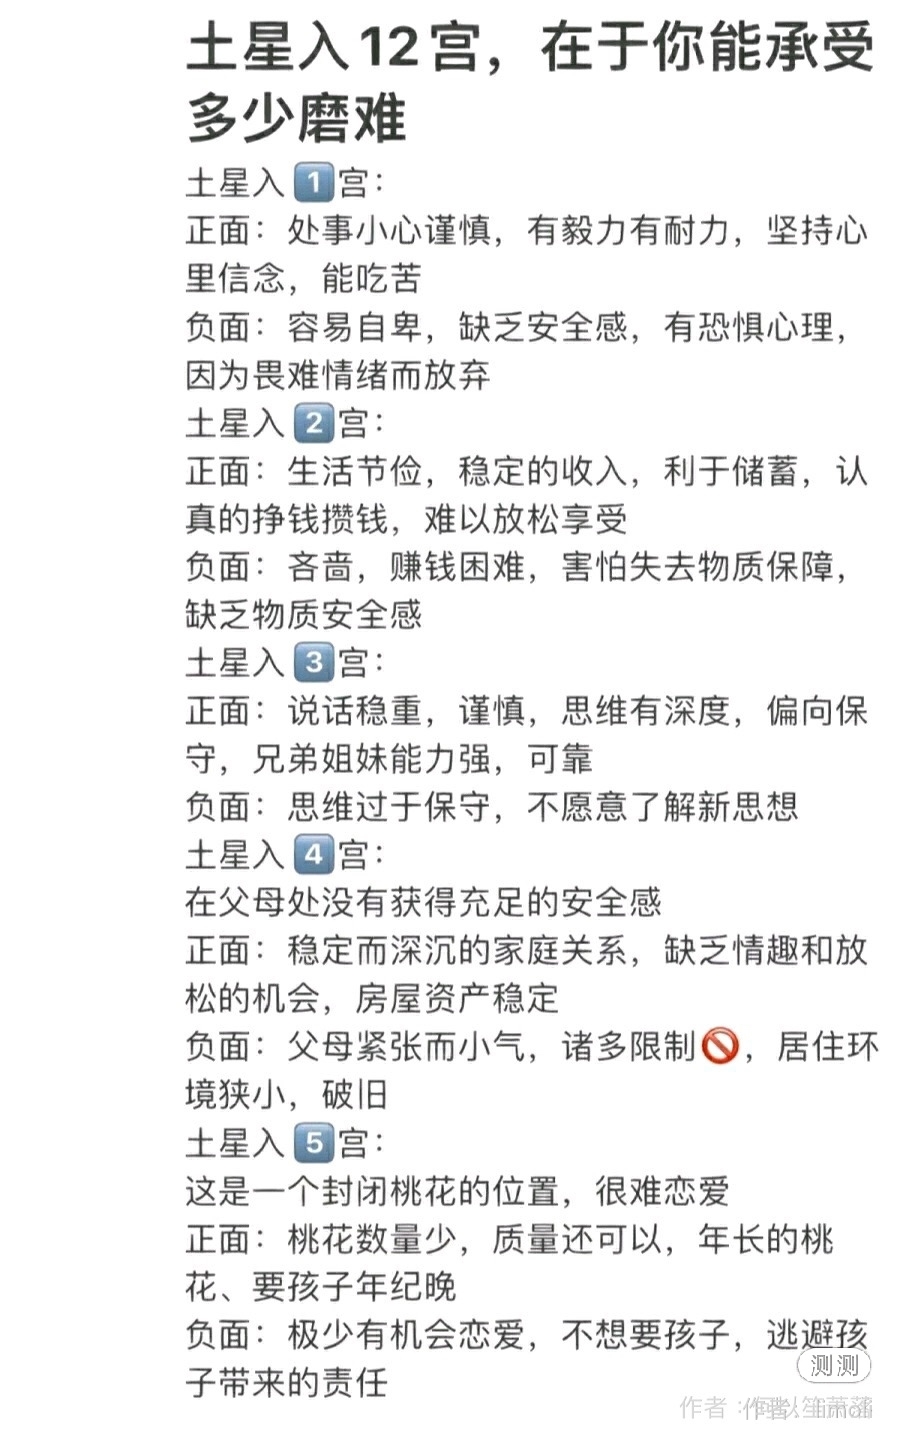 土星入12宫，在于你能承受
多少磨难
土星入1️⃣宫：
正面：处事小心谨慎，有毅力有耐力，坚持心
里信念，能吃苦
负面：容易自卑，缺乏安全感，有恐惧心理，
因为畏难情绪而放弃
土星入2️⃣宫：
正面：生活节俭，稳定的收入，利于储蓄，认
真的挣钱攒钱，难以放松享受
负面：吝啬，赚钱困难，害怕失去物质保障，
缺乏物质安全感
土星入3️⃣宫：
正面：说话稳重，谨慎，思维有深度，偏向保
守，兄弟姐妹能力强，可靠
负面：思维过于保守，不愿意了解新思想
土星入4️⃣宫：
在父母处没有获得充足的安全感
正面：稳定而深沉的家庭关系，缺乏情趣和放
松的机会，房屋资产稳定
负面：父母紧张而小气，诸多限制🚫，居住环
境狭小，破旧
土星入5️⃣宫：
这是一个封闭桃花的位置，很难恋爱
正面：桃花数量少，质量还可以，年长的桃
花、要孩子年纪晚
负面：极少有机会恋爱，不想要孩子，逃避孩
子带来的责任
测测
作者：